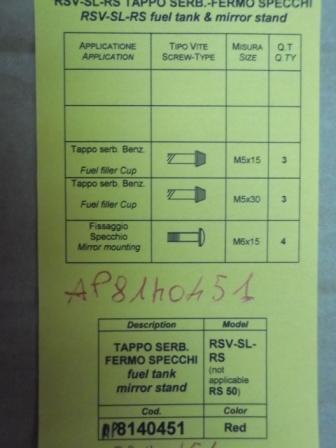 RSV-SL-RS TAPPO SERB.-FERMO SPECCHI
RSV-SL-RS fuel tank & mirror stand
APPLICAZIONE TIPO VITE MISURA Q.T
APPLICATION SCREW-TYPE SIZE Q.TY
Tappo serb. Benz.
Fuel filler Cup M5x15 3
Tappo serb. Benz.
Fuel filler Cup M5x30 3
Fissaggio
Specchio
Mirror mounting M6x15 4
AP8140451
Description Model
TAPPO SERB.
FERMO SPECCHI
fuel tank
mirror stand
RSV-SL-
RS
(not
applicable
RS 50)
Cod. Color
AP8140451 Red